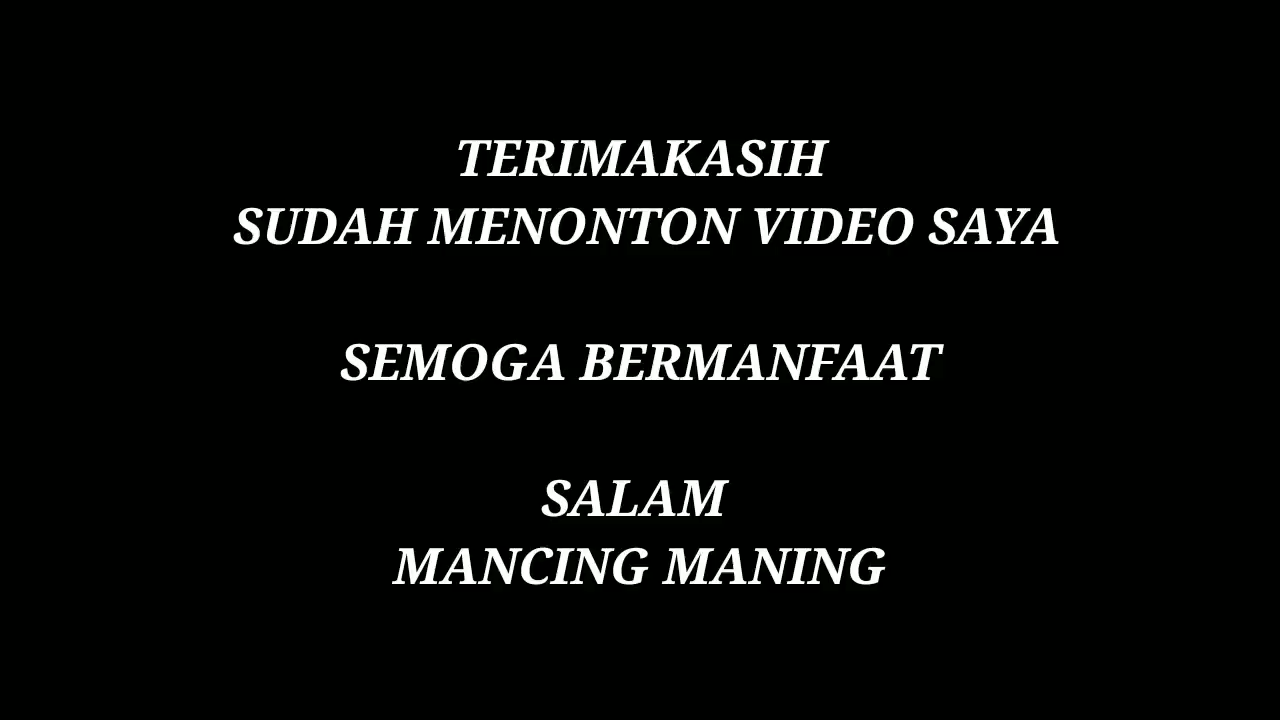 TERIMAKASIH
SUDAH MENONTON VIDEO SAYA
SEMOGA BERMANFAAT
SALAM
MANCING MANING